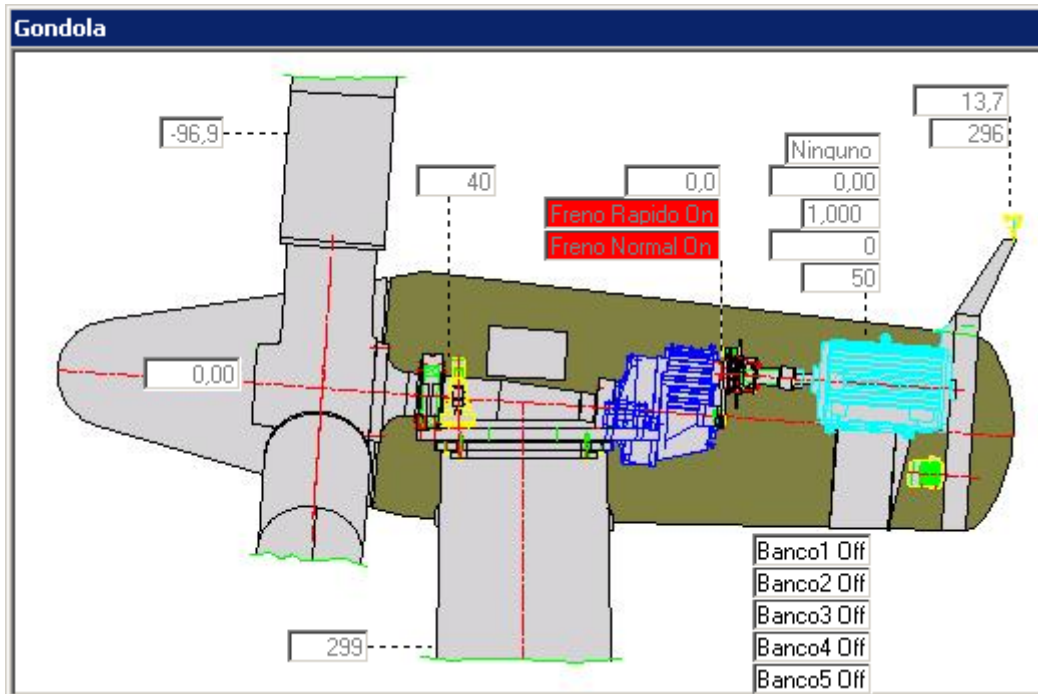 Gondola
13,7
-96,9
296
Ninguno
40
0,0
0,00
Freno Rapido On
1,000
Freno Normal On
0
50
0,00
Banco1 Off
Banco2 Off
Banco3 Off
Banco4 Off
299
Banco5 Off